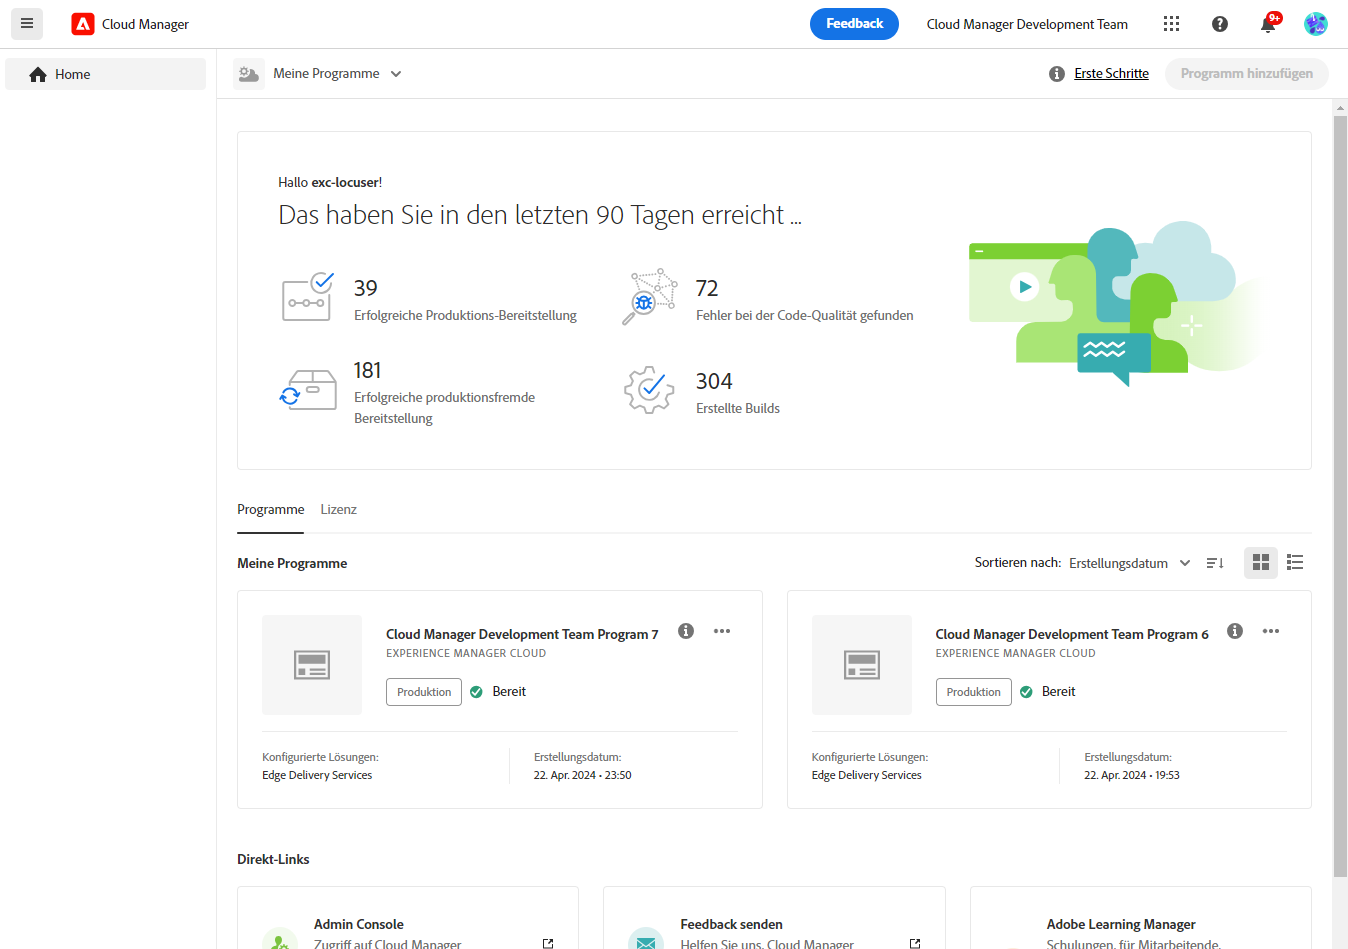 Cloud Manager
Feedback
Cloud Manager Development Team
9+
Home
Meine Programme
Erste Schritte
Programm hinzufügen
Hallo exc-locuser!
Das haben Sie in den letzten 90 Tagen erreicht ...
39
Erfolgreiche Produktions-Bereitstellung
72
Fehler bei der Code-Qualität gefunden
181
Erfolgreiche produktionsfremde
Bereitstellung
304
Erstellte Builds
Programme
Lizenz
Meine Programme
Sortieren nach: Erstellungsdatum
Cloud Manager Development Team Program 7
EXPERIENCE MANAGER CLOUD
Produktion
Bereit
Konfigurierte Lösungen:
Edge Delivery Services
Erstellungsdatum:
22. Apr. 2024 • 23:50
Cloud Manager Development Team Program 6
EXPERIENCE MANAGER CLOUD
Produktion
Bereit
Konfigurierte Lösungen:
Edge Delivery Services
Erstellungsdatum:
22. Apr. 2024 • 19:53
Direkt-Links
Admin Console
Zugriff auf Cloud Manager
Feedback senden
Helfen Sie uns, Cloud Manager
Adobe Learning Manager
Schulungen, für Mitarbeitende,